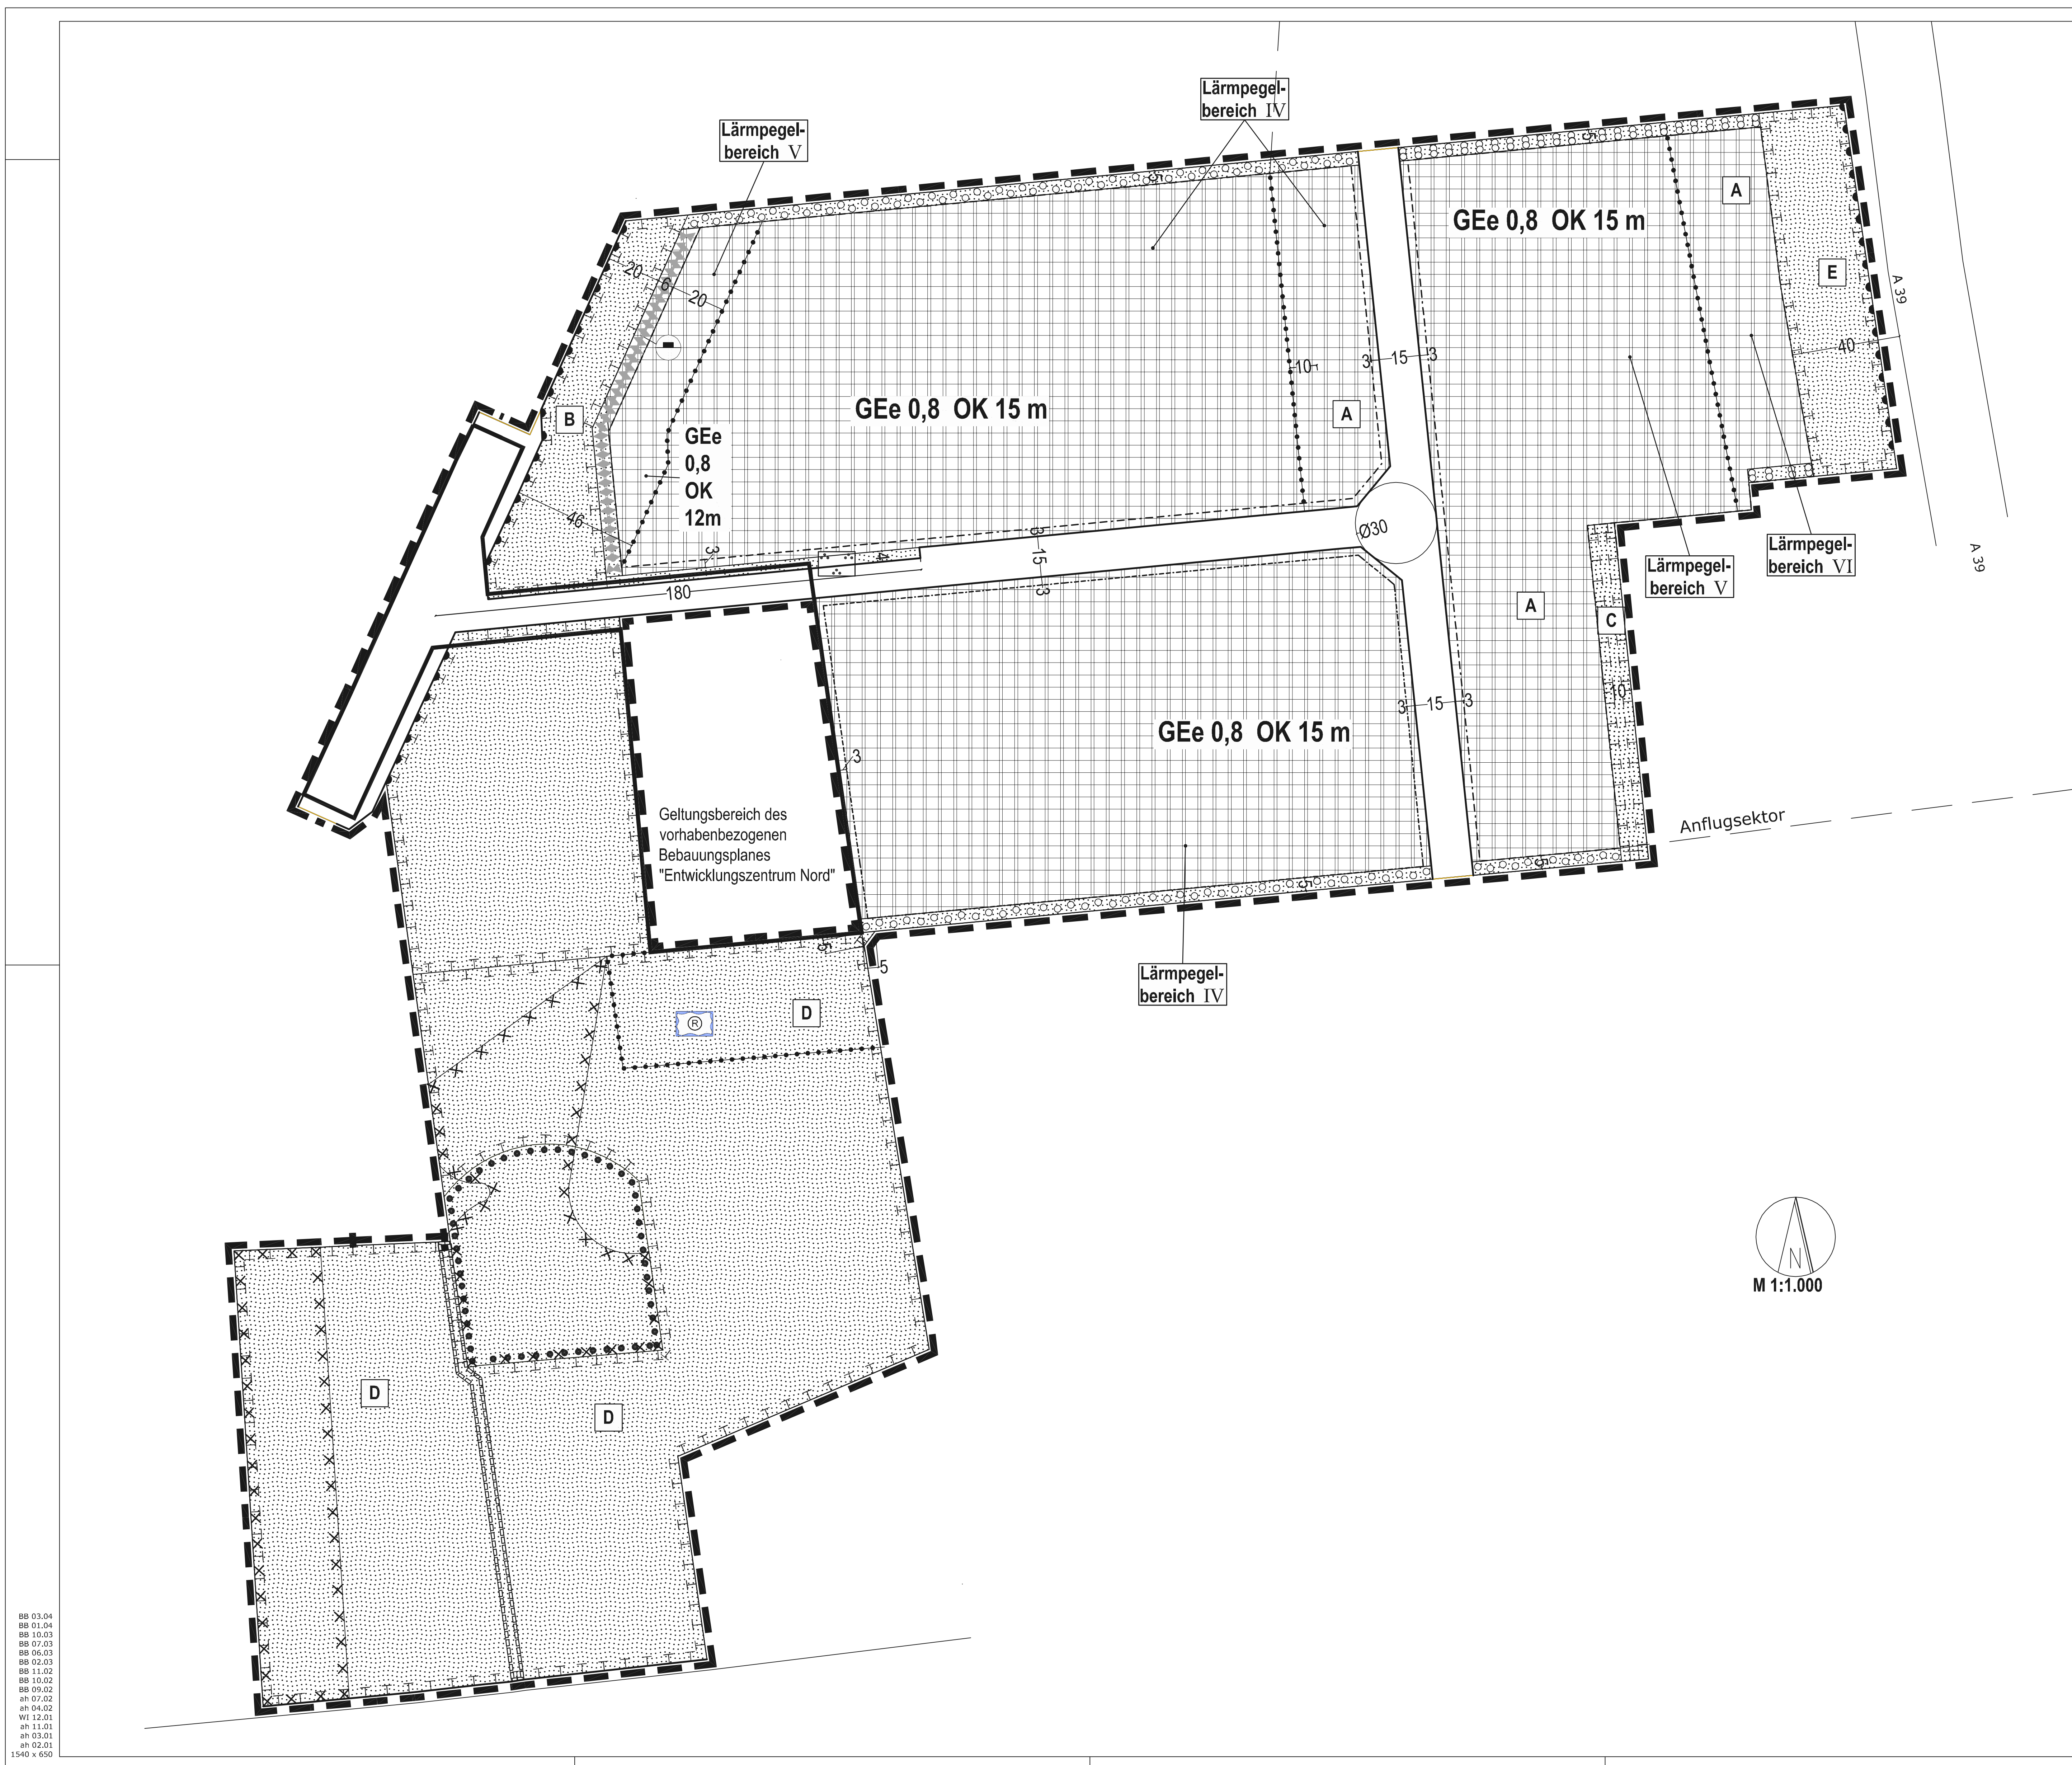 Lärmpegel-
bereich IV
Lärmpegel-
bereich V
5
5
A
GEe 0,8 OK 15 m
E
20
6
20
A 39
40
3
15
3
10
GEe 0,8 OK 15 m
A
B
GEe
0,8
OK
12m
46
Ø30
3
3
4
15
3
180
A 39
Lärmpegel-
bereich VI
Lärmpegel-
bereich V
A
C
10
3
15
3
GEe 0,8 OK 15 m
3
Geltungsbereich des
vorhabenbezogenen
Bebauungsplanes
"Entwicklungszentrum Nord"
Anflugsektor
5
5
5
5
Lärmpegel-
bereich IV
R
D
N
M 1:1.000
D
D
BB 03.04
BB 01.04
BB 10.03
BB 07.03
BB 06.03
BB 02.03
BB 11.02
BB 10.02
BB 09.02
ah 07.02
ah 04.02
WI 12.01
ah 11.01
ah 03.01
ah 02.01
1540 x 650